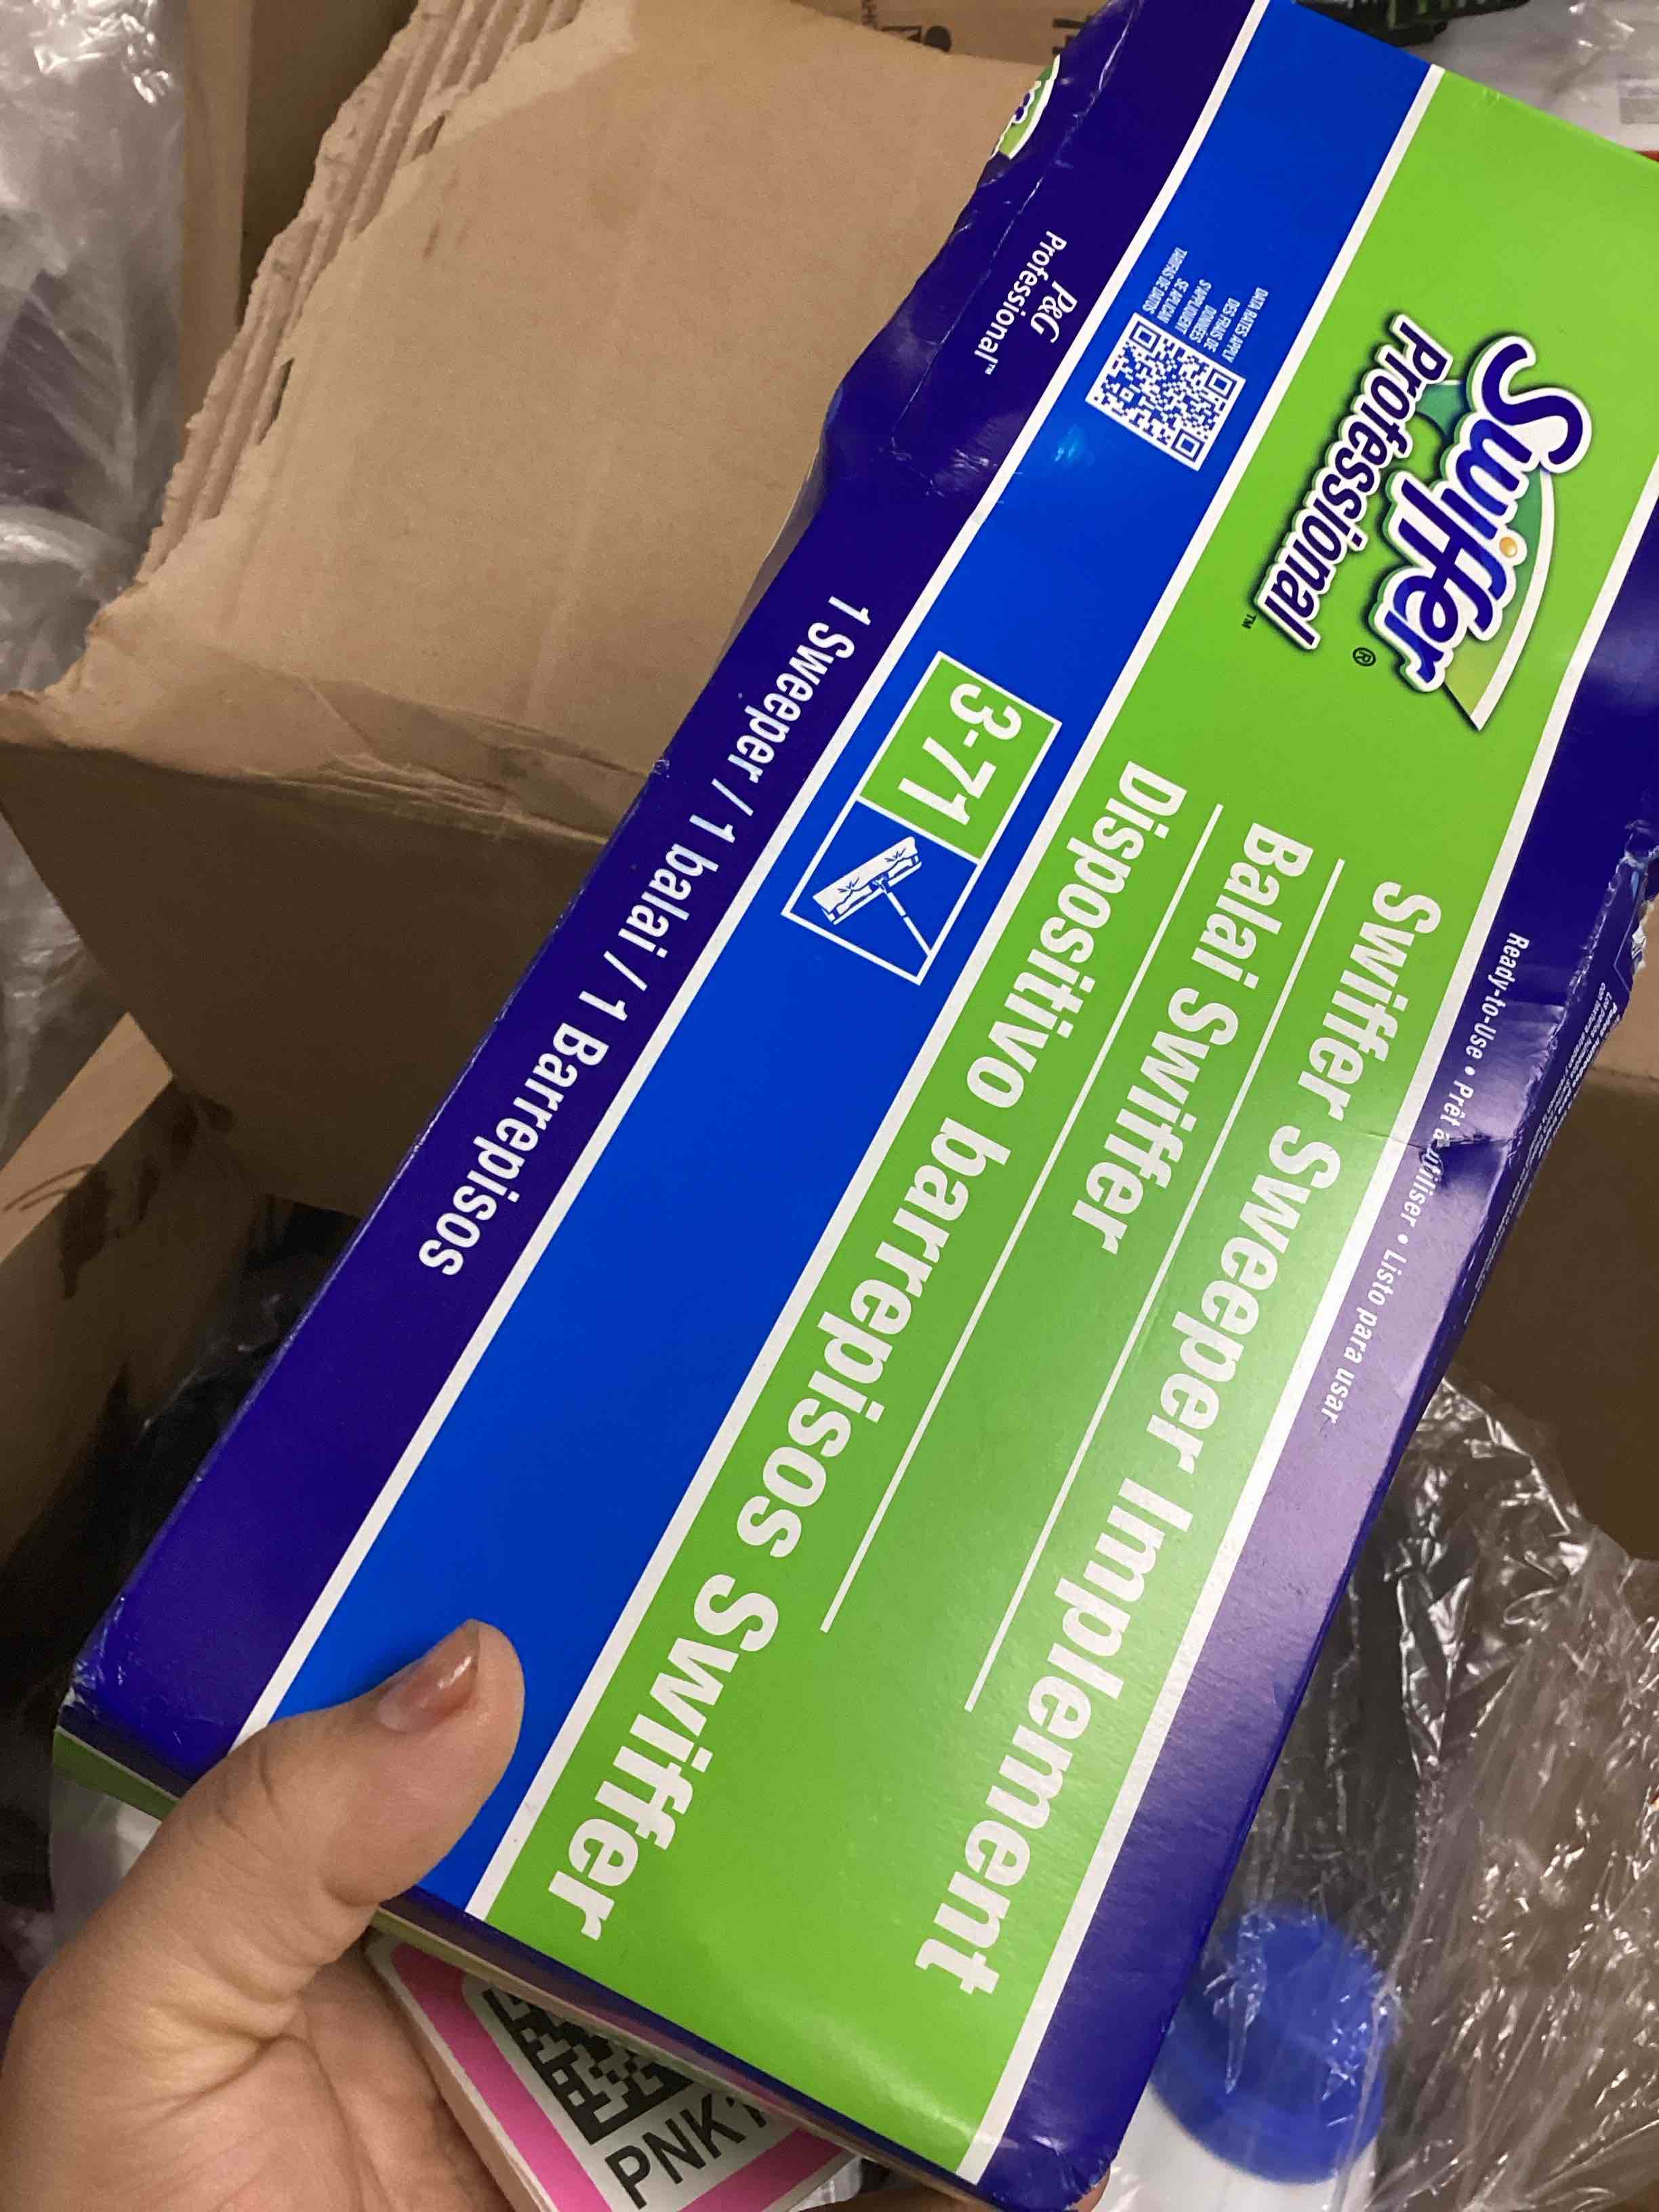 Swiffer®
Professional™
Ready-to-Use • Prêt à utiliser • Listo para usar
Swiffer Sweeper Implement
Balai Swiffer
Dispositivo barrepisos Swiffer
DATA RATES APPLY
DES FRAIS DE
DONNÉES
S'APPLIQUENT
SE APLICAN
TARIFAS DE DATOS
3-71
P&G
Professional™
1 Sweeper / 1 balai / 1 Barrepisos